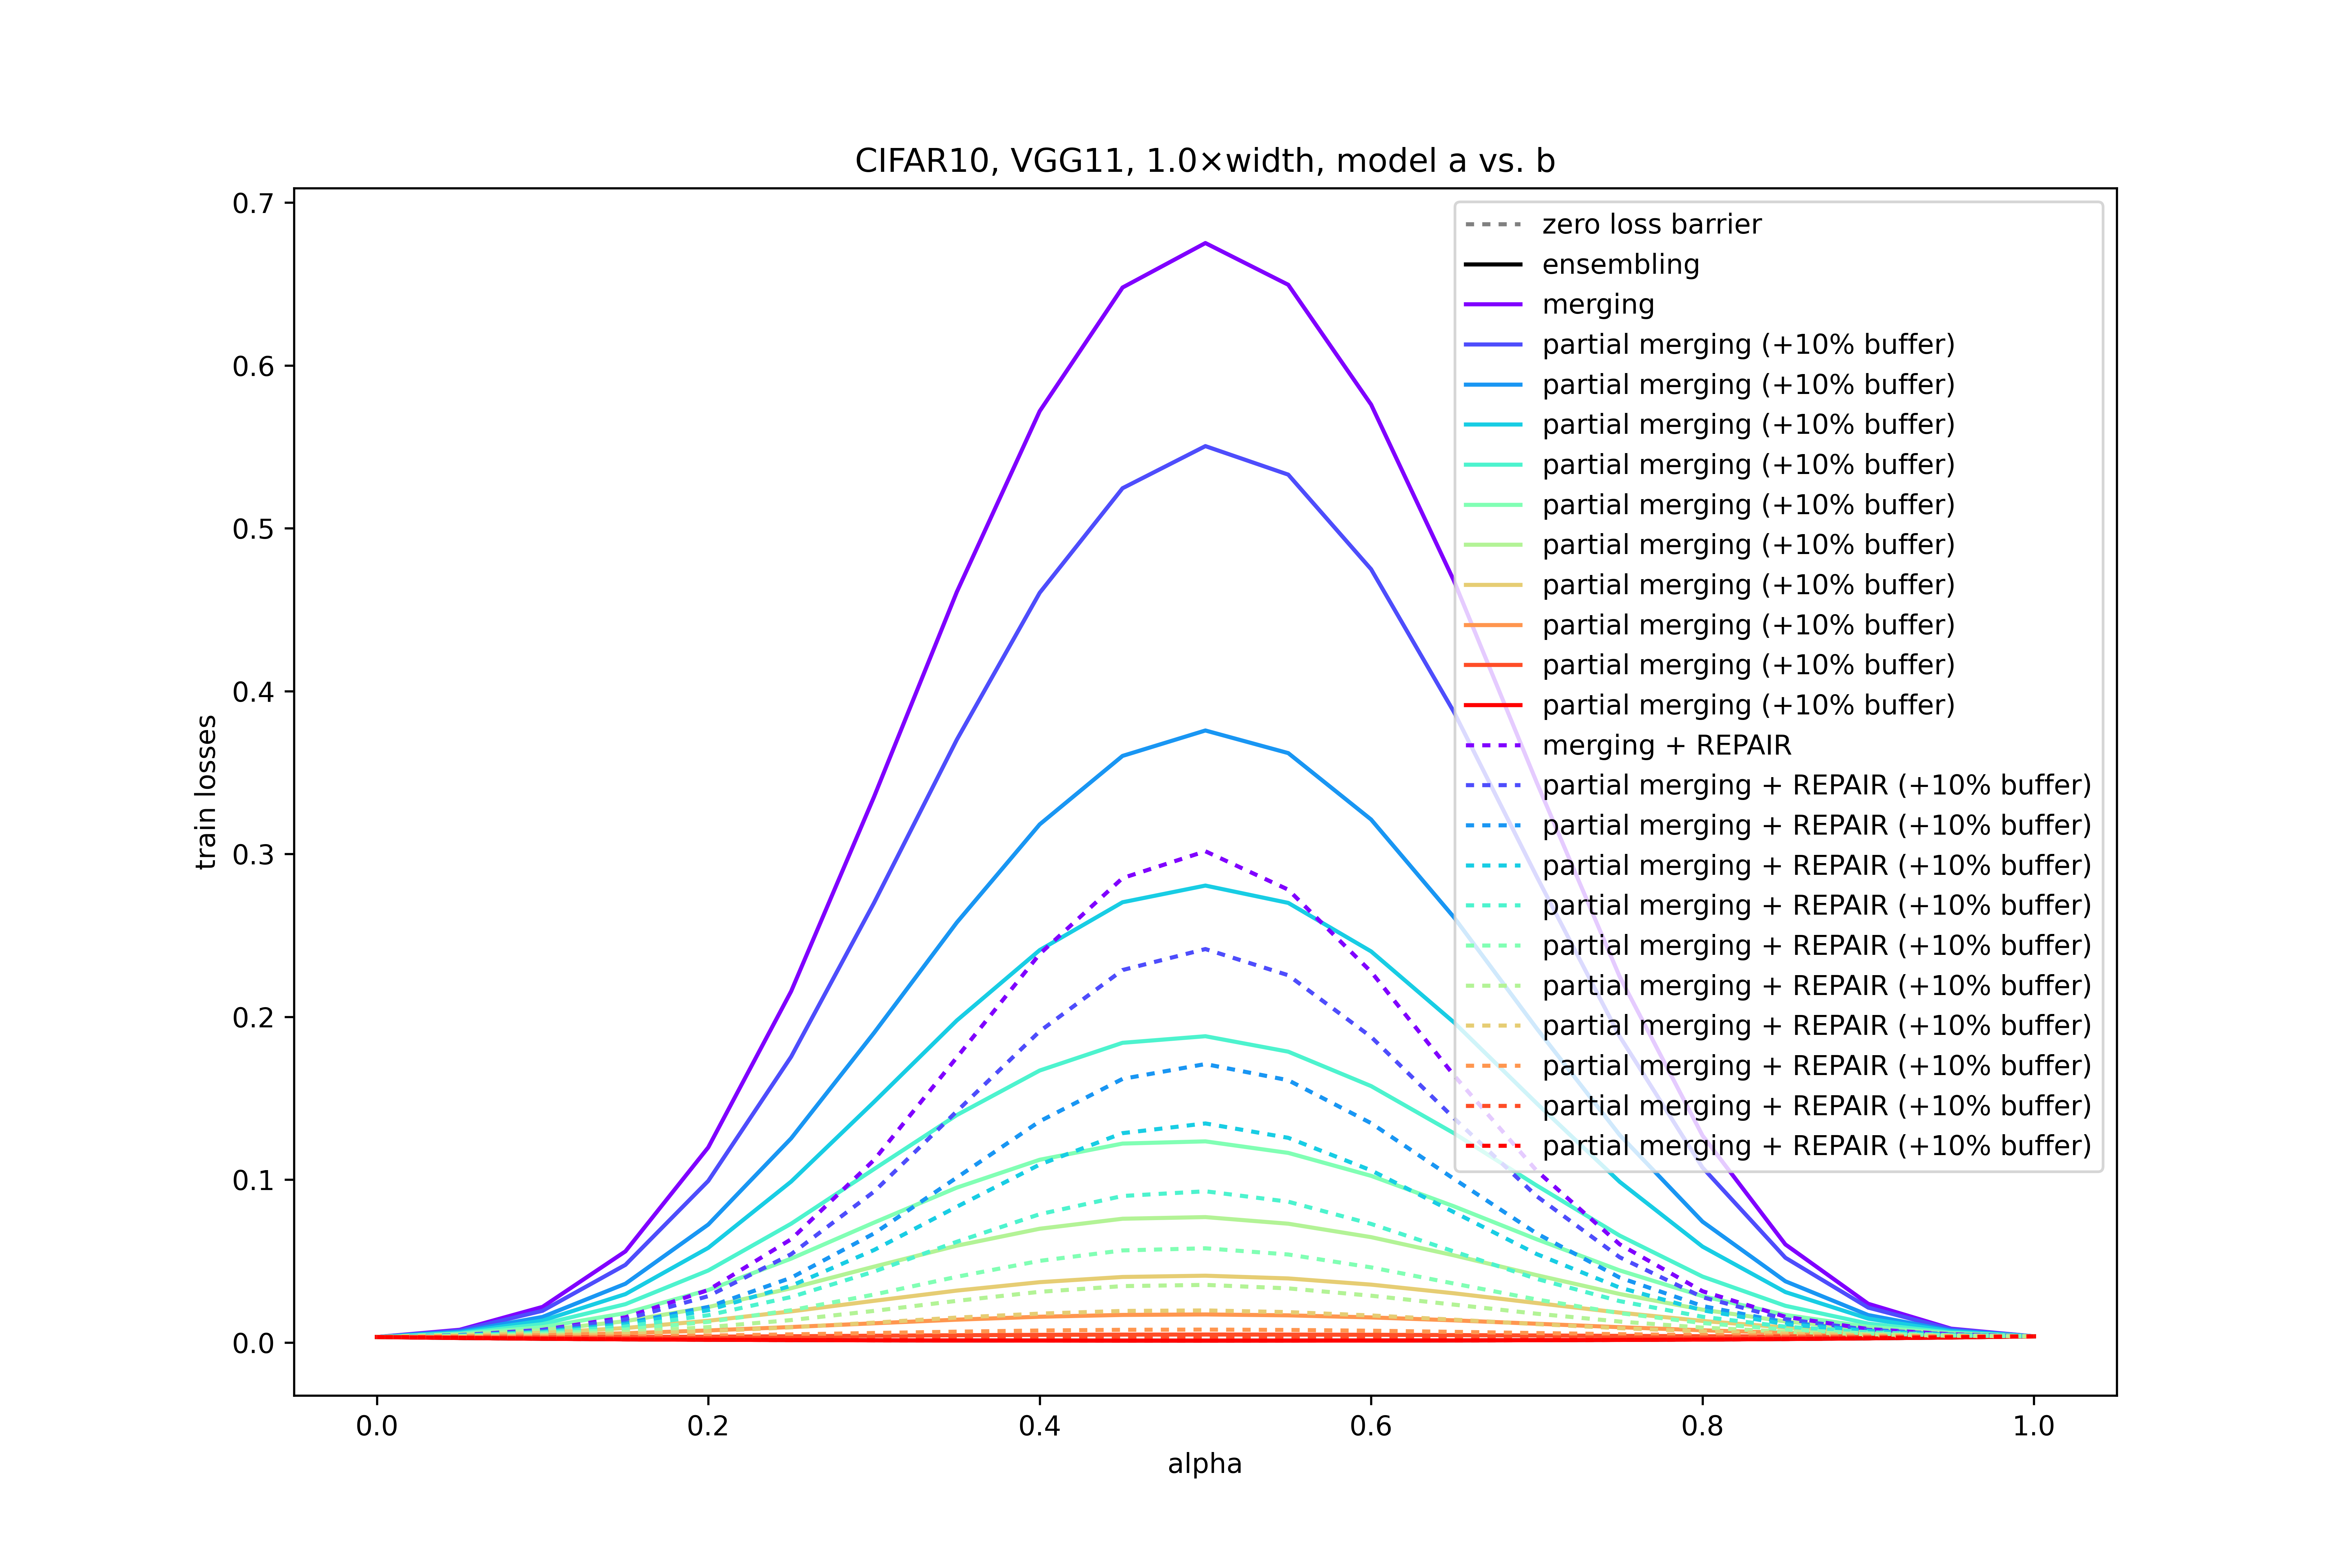 CIFAR10, VGG11, 1.0×width, model a vs. b
0.7
0.6
0.5
0.4
0.3
0.2
0.1
0.0
train losses
zero loss barrier
ensembling
merging
partial merging (+10% buffer)
partial merging (+10% buffer)
partial merging (+10% buffer)
partial merging (+10% buffer)
partial merging (+10% buffer)
partial merging (+10% buffer)
partial merging (+10% buffer)
partial merging (+10% buffer)
partial merging (+10% buffer)
partial merging (+10% buffer)
merging + REPAIR
partial merging + REPAIR (+10% buffer)
partial merging + REPAIR (+10% buffer)
partial merging + REPAIR (+10% buffer)
partial merging + REPAIR (+10% buffer)
partial merging + REPAIR (+10% buffer)
partial merging + REPAIR (+10% buffer)
partial merging + REPAIR (+10% buffer)
partial merging + REPAIR (+10% buffer)
partial merging + REPAIR (+10% buffer)
partial merging + REPAIR (+10% buffer)
0.0 0.2 0.4 0.6 0.8 1.0
alpha